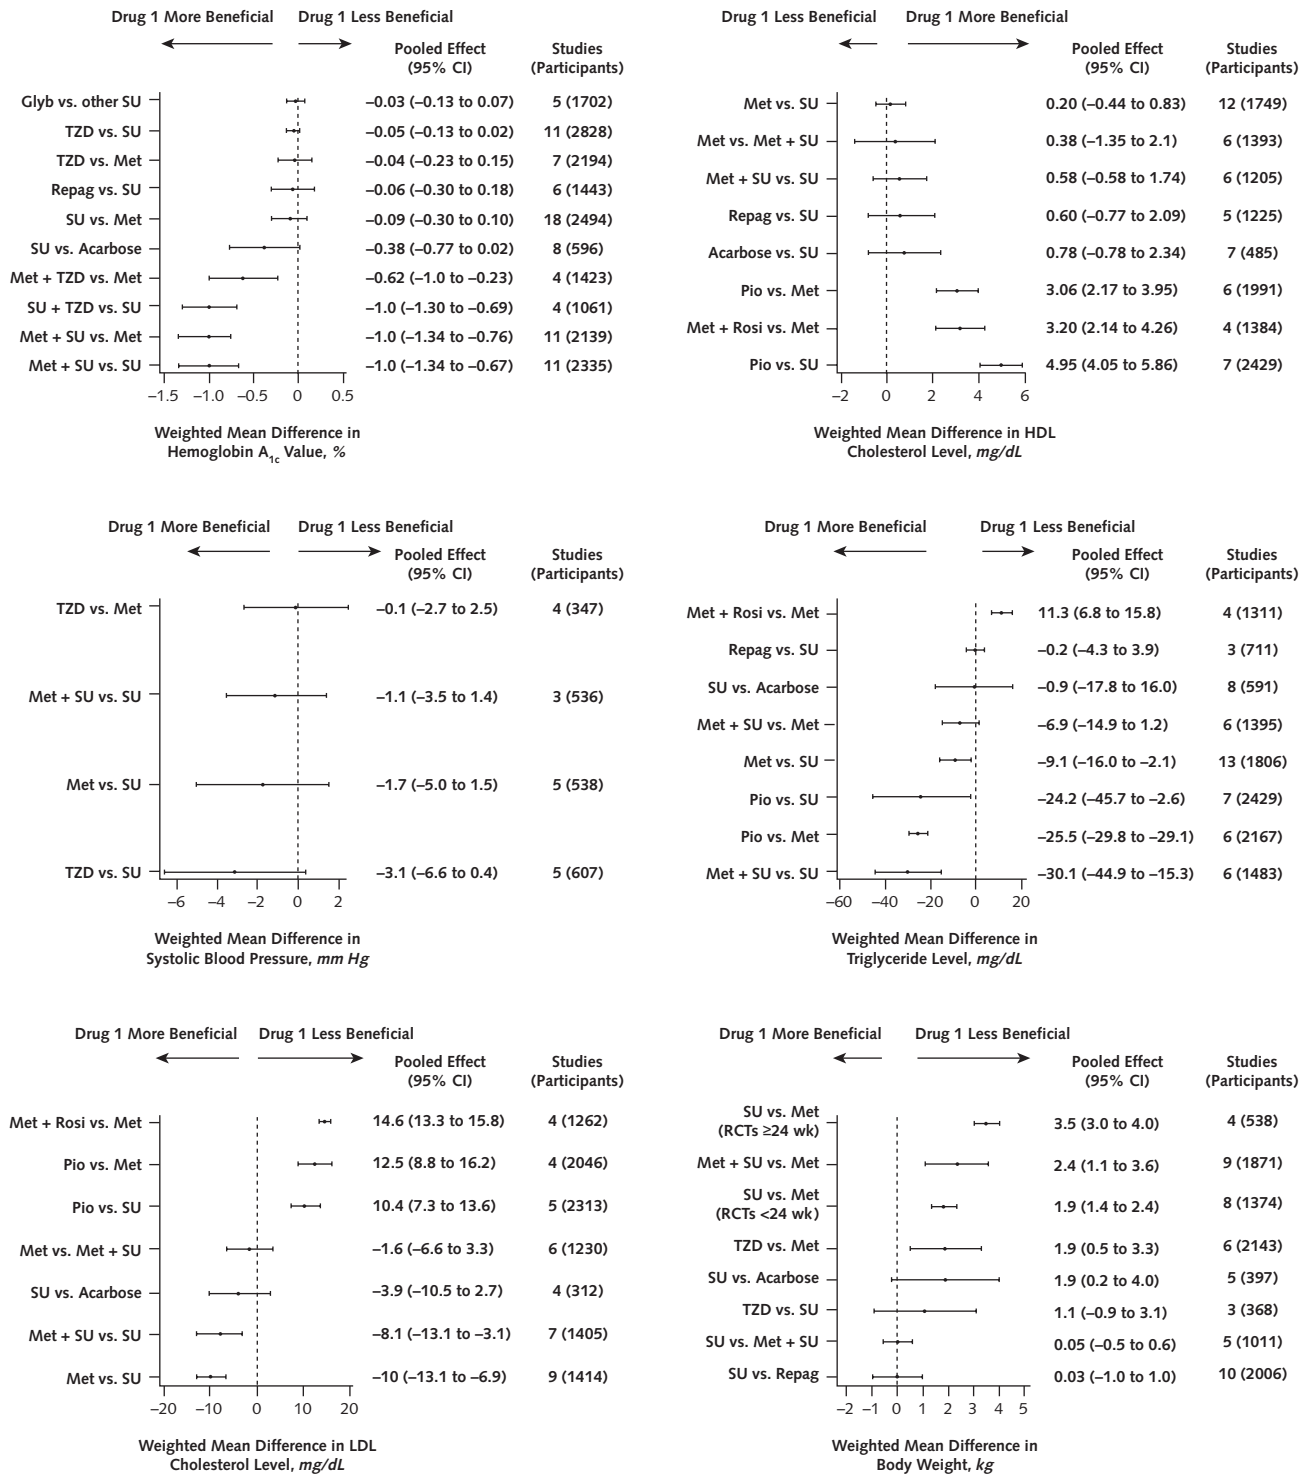 Drug 1 More Beneficial Drug 1 Less Beneficial
Pooled Effect (95% CI) Studies (Participants)
Glyb vs. other SU –0.03 (–0.13 to 0.07) 5 (1702)
TZD vs. SU –0.05 (–0.13 to 0.02) 11 (2828)
TZD vs. Met –0.04 (–0.23 to 0.15) 7 (2194)
Repag vs. SU –0.06 (–0.30 to 0.18) 6 (1443)
SU vs. Met –0.09 (–0.30 to 0.10) 18 (2494)
SU vs. Acarbose –0.38 (–0.77 to 0.02) 8 (596)
Met + TZD vs. Met –0.62 (–1.0 to –0.23) 4 (1423)
SU + TZD vs. SU –1.0 (–1.30 to –0.69) 4 (1061)
Met + SU vs. Met –1.0 (–1.34 to –0.76) 11 (2139)
Met + SU vs. SU –1.0 (–1.34 to –0.67) 11 (2335)
–1.5 –1.0 –0.5 0 0.5
Weighted Mean Difference in
Hemoglobin A1c Value, %
Drug 1 Less Beneficial Drug 1 More Beneficial
Pooled Effect (95% CI) Studies (Participants)
Met vs. SU 0.20 (–0.44 to 0.83) 12 (1749)
Met vs. Met + SU 0.38 (–1.35 to 2.1) 6 (1393)
Met + SU vs. SU 0.58 (–0.58 to 1.74) 6 (1205)
Repag vs. SU 0.60 (–0.77 to 2.09) 5 (1225)
Acarbose vs. SU 0.78 (–0.78 to 2.34) 7 (485)
Pio vs. Met 3.06 (2.17 to 3.95) 6 (1991)
Met + Rosi vs. Met 3.20 (2.14 to 4.26) 4 (1384)
Pio vs. SU 4.95 (4.05 to 5.86) 7 (2429)
–2 0 2 4 6
Weighted Mean Difference in HDL
Cholesterol Level, mg/dL
Drug 1 More Beneficial Drug 1 Less Beneficial
Pooled Effect (95% CI) Studies (Participants)
TZD vs. Met –0.1 (–2.7 to 2.5) 4 (347)
Met + SU vs. SU –1.1 (–3.5 to 1.4) 3 (536)
Met vs. SU –1.7 (–5.0 to 1.5) 5 (538)
TZD vs. SU –3.1 (–6.6 to 0.4) 5 (607)
–6 –4 –2 0 2
Weighted Mean Difference in
Systolic Blood Pressure, mm Hg
Drug 1 More Beneficial Drug 1 Less Beneficial
Pooled Effect (95% CI) Studies (Participants)
Met + Rosi vs. Met 11.3 (6.8 to 15.8) 4 (1311)
Repag vs. SU –0.2 (–4.3 to 3.9) 3 (711)
SU vs. Acarbose –0.9 (–17.8 to 16.0) 8 (591)
Met + SU vs. Met –6.9 (–14.9 to 1.2) 6 (1395)
Met vs. SU –9.1 (–16.0 to –2.1) 13 (1806)
Pio vs. SU –24.2 (–45.7 to –2.6) 7 (2429)
Pio vs. Met –25.5 (–29.8 to –29.1) 6 (2167)
Met + SU vs. SU –30.1 (–44.9 to –15.3) 6 (1483)
–60 –40 –20 0 20
Weighted Mean Difference in
Triglyceride Level, mg/dL
Drug 1 More Beneficial Drug 1 Less Beneficial
Pooled Effect (95% CI) Studies (Participants)
Met + Rosi vs. Met 14.6 (13.3 to 15.8) 4 (1262)
Pio vs. Met 12.5 (8.8 to 16.2) 4 (2046)
Pio vs. SU 10.4 (7.3 to 13.6) 5 (2313)
Met vs. Met + SU –1.6 (–6.6 to 3.3) 6 (1230)
SU vs. Acarbose –3.9 (–10.5 to 2.7) 4 (312)
Met + SU vs. SU –8.1 (–13.1 to –3.1) 7 (1405)
Met vs. SU –10 (–13.1 to –6.9) 9 (1414)
–20 –10 0 10 20
Weighted Mean Difference in LDL
Cholesterol Level, mg/dL
Drug 1 More Beneficial Drug 1 Less Beneficial
Pooled Effect (95% CI) Studies (Participants)
SU vs. Met (RCTs ≥24 wk) 3.5 (3.0 to 4.0) 4 (538)
Met + SU vs. Met 2.4 (1.1 to 3.6) 9 (1871)
SU vs. Met (RCTs <24 wk) 1.9 (1.4 to 2.4) 8 (1374)
TZD vs. Met 1.9 (0.5 to 3.3) 6 (2143)
SU vs. Acarbose 1.9 (0.2 to 4.0) 5 (397)
TZD vs. SU 1.1 (–0.9 to 3.1) 3 (368)
SU vs. Met + SU 0.05 (–0.5 to 0.6) 5 (1011)
SU vs. Repag 0.03 (–1.0 to 1.0) 10 (2006)
–2 –1 0 1 2 3 4 5
Weighted Mean Difference in
Body Weight, kg